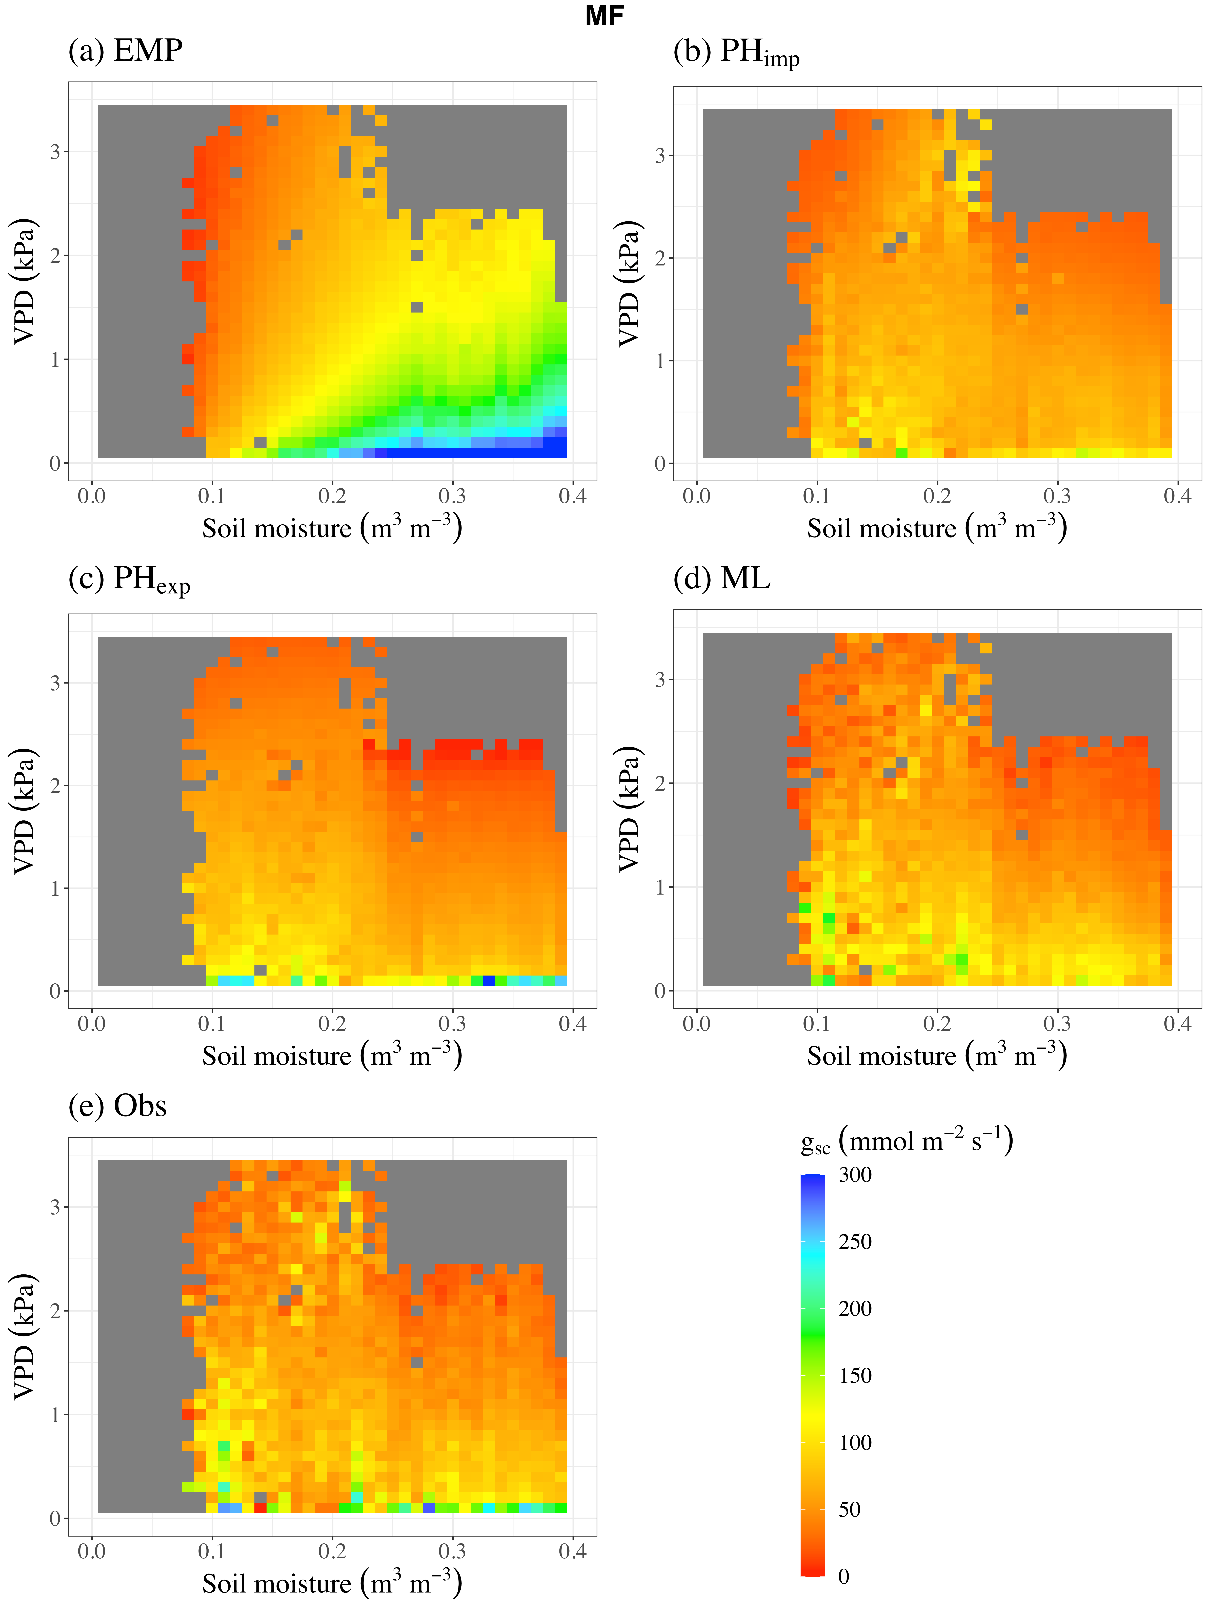 MF
(a) EMP
(b) PHimp
3
2
1
0
VPD (kPa)
0.0 0.1 0.2 0.3 0.4
Soil moisture (m³ m⁻³)
3
2
1
0
VPD (kPa)
0.0 0.1 0.2 0.3 0.4
Soil moisture (m³ m⁻³)
(c) PHexp
(d) ML
3
2
1
0
VPD (kPa)
0.0 0.1 0.2 0.3 0.4
Soil moisture (m³ m⁻³)
3
2
1
0
VPD (kPa)
0.0 0.1 0.2 0.3 0.4
Soil moisture (m³ m⁻³)
(e) Obs
3
2
1
0
VPD (kPa)
0.0 0.1 0.2 0.3 0.4
Soil moisture (m³ m⁻³)
gsc (mmol m⁻² s⁻¹)
300
250
200
150
100
50
0